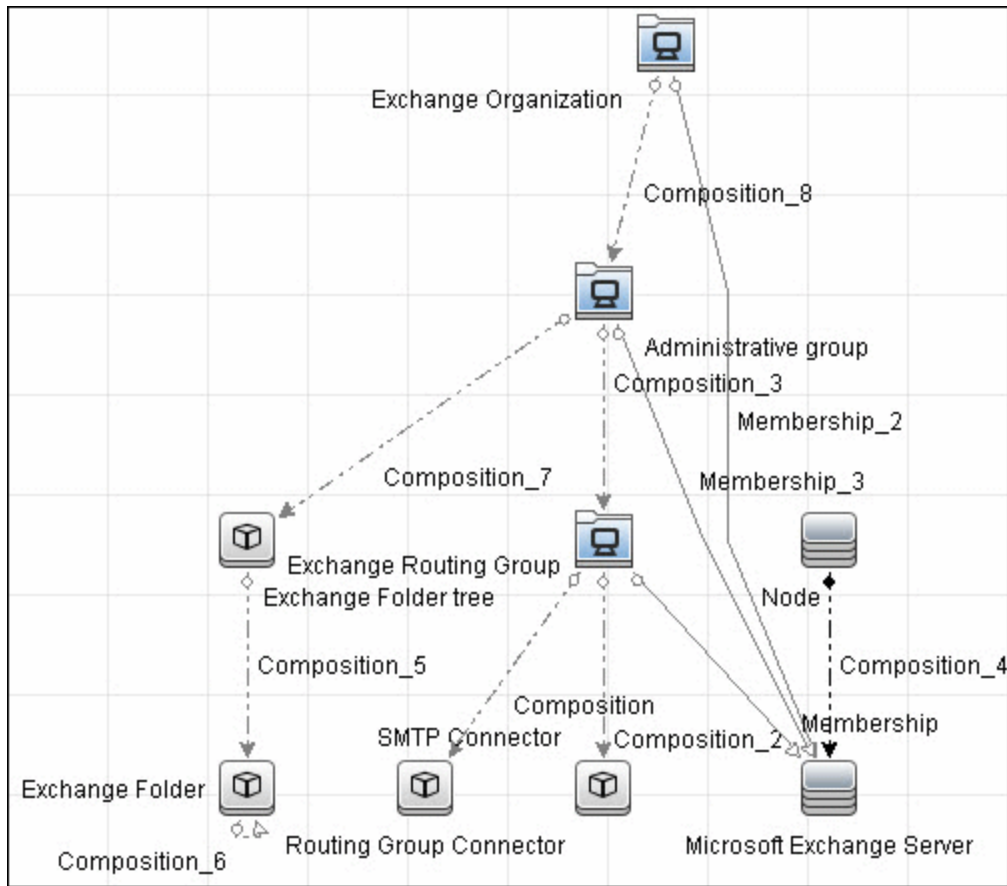 Exchange Organization
Composition_8
Administrative group
Composition_3
Membership_2
Composition_7
Membership_3
Exchange Routing Group
Exchange Folder tree
Node
Composition_5
Composition_4
Composition
Membership
SMTP Connector
Composition_2
Exchange Folder
Routing Group Connector
Microsoft Exchange Server
Composition_6